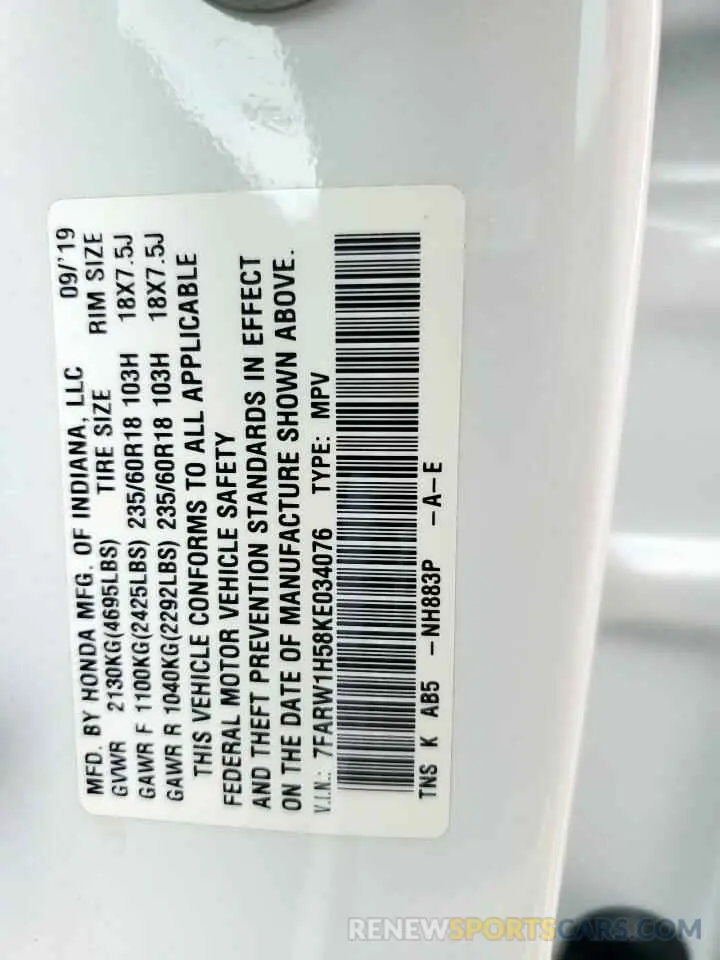 MFD. BY HONDA MFG. OF INDIANA, LLC 09/'19
GVWR 2130KG(4695LBS) TIRE SIZE RIM SIZE
GAWR F 1100KG(2425LBS) 235/60R18 103H 18X7.5J
GAWR R 1040KG(2292LBS) 235/60R18 103H 18X7.5J
THIS VEHICLE CONFORMS TO ALL APPLICABLE
FEDERAL MOTOR VEHICLE SAFETY
AND THEFT PREVENTION STANDARDS IN EFFECT
ON THE DATE OF MANUFACTURE SHOWN ABOVE.
V.I.N.: 7FARW1H58KE034076 TYPE: MPV
TNS K AB5 -NH883P -A-E
RENEWSPORTCARS.COM